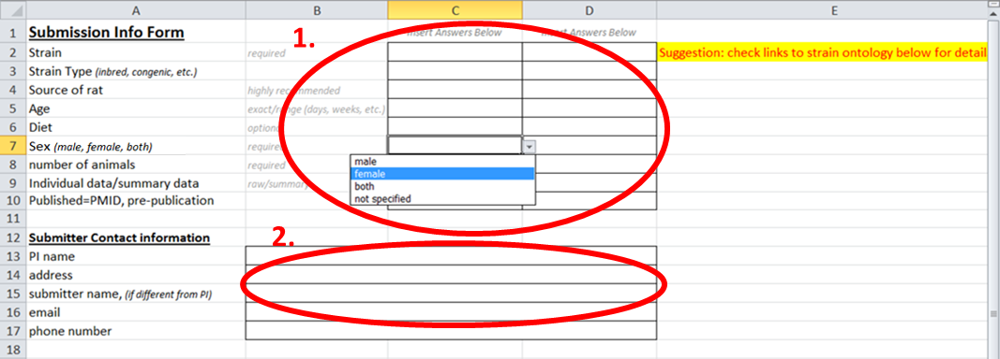 A B C D E
1 Submission Info Form 1. Insert Answers Below Insert Answers Below
2 Strain required Suggestion: check links to strain ontology below for detail
3 Strain Type (inbred, congenic, etc.)
4 Source of rat highly recommended
5 Age exact/range (days, weeks, etc.)
6 Diet optional
7 Sex (male, female, both) required
male
8 number of animals required
female
both
9 Individual data/summary data raw/summary
not specified
10 Published=PMID, pre-publication
11
12 Submitter Contact information 2.
13 PI name
14 address
15 submitter name, (if different from PI)
16 email
17 phone number
18